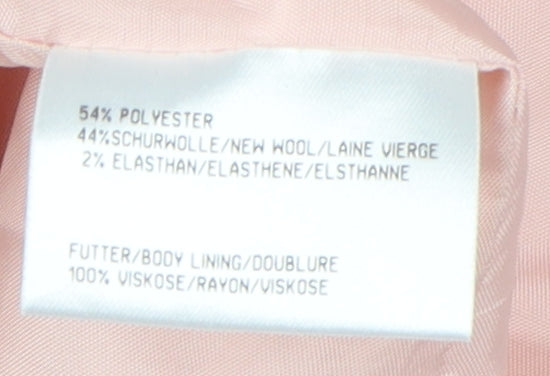 54% POLYESTER
44%SCHURWOLLE/NEW WOOL/LAINE VIERGE
2% ELASTHAN/ELASTHENE/ELSTHANNE
FUTTER/BODY LINING/DOUBLURE
100% VISKOSE/RAYON/VISKOSE